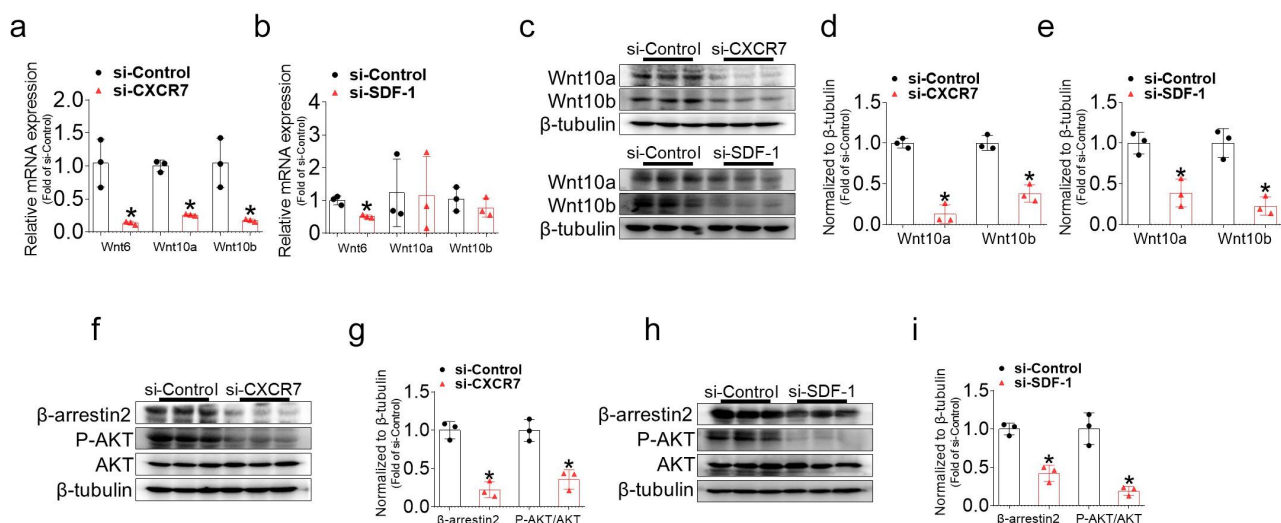 a
si-Control
si-CXCR7
Relative mRNA expression
(Fold of si-Control)
2.0
1.5
1.0
0.5
0.0
*
*
*
Wnt6 Wnt10a Wnt10b
b
si-Control
si-SDF-1
Relative mRNA expression
(Fold of si-Control)
4
3
2
1
0
*
Wnt6 Wnt10a Wnt10b
c
si-Control si-CXCR7
Wnt10a
Wnt10b
β-tubulin
si-Control si-SDF-1
Wnt10a
Wnt10b
β-tubulin
d
si-Control
si-CXCR7
Normalized to β-tubulin
(Fold of si-Control)
1.5
1.0
0.5
0.0
*
*
Wnt10a Wnt10b
e
si-Control
si-SDF-1
Normalized to β-tubulin
(Fold of si-Control)
1.5
1.0
0.5
0.0
*
*
Wnt10a Wnt10b
f
si-Control si-CXCR7
β-arrestin2
P-AKT
AKT
β-tubulin
g
si-Control
si-CXCR7
Normalized to β-tubulin
(Fold of si-Control)
1.5
1.0
0.5
0.0
*
*
β-arrestin2 P-AKT/AKT
h
si-Control si-SDF-1
β-arrestin2
P-AKT
AKT
β-tubulin
i
si-Control
si-SDF-1
Normalized to β-tubulin
(Fold of si-Control)
1.5
1.0
0.5
0.0
*
*
β-arrestin2 P-AKT/AKT